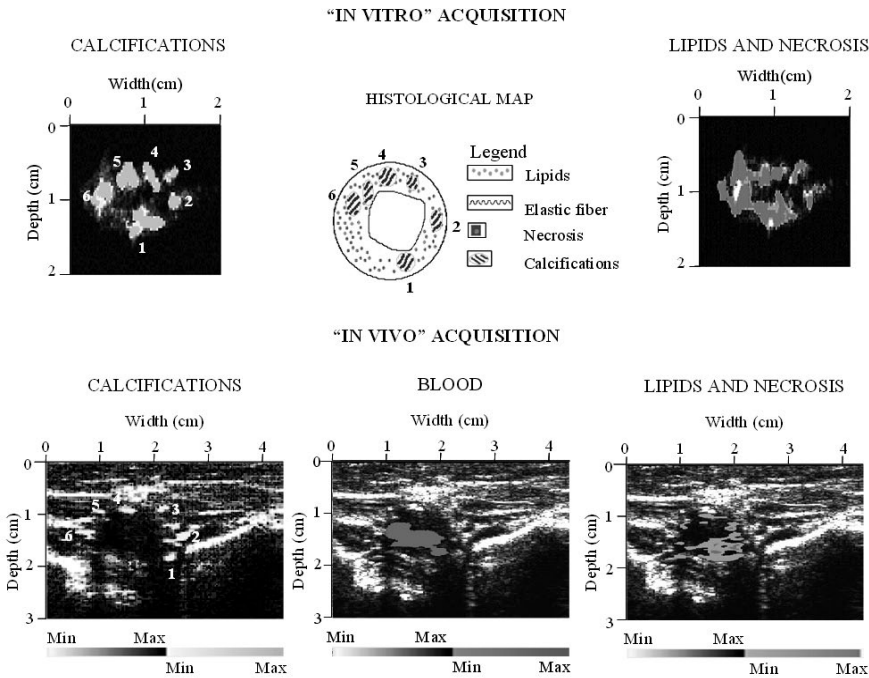 “IN VITRO” ACQUISITION
CALCIFICATIONS
Width(cm)
0 1 2
0
1
2
Depth (cm)
5 4 3
6 2
1
HISTOLOGICAL MAP
4
5 3
6
2
1
Legend
Lipids
Elastic fiber
Necrosis
Calcifications
LIPIDS AND NECROSIS
Width(cm)
0 1 2
0
1
2
Depth (cm)
“IN VIVO” ACQUISITION
CALCIFICATIONS
Width (cm)
0 1 2 3 4
0
1
2
3
Depth (cm)
4
5 3
6 2
1
Min Max
Min Max
BLOOD
Width (cm)
0 1 2 3 4
0
1
2
3
Depth (cm)
Min Max
Min Max
LIPIDS AND NECROSIS
Width (cm)
0 1 2 3 4
0
1
2
3
Depth (cm)
Min Max
Min Max